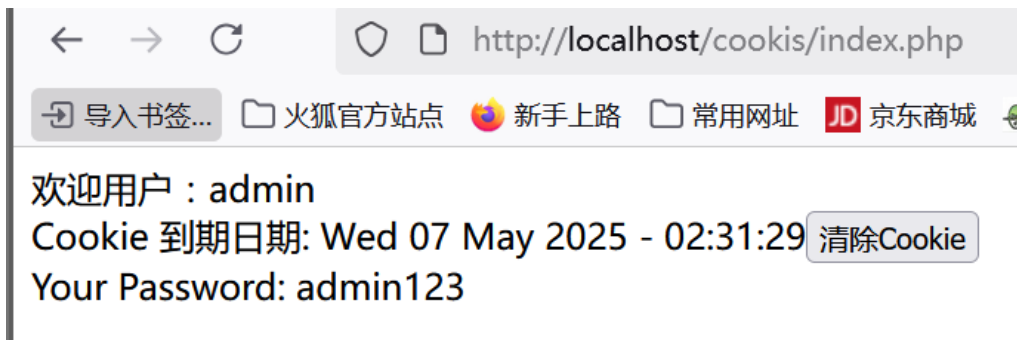 http://localhost/cookis/index.php
导入书签... 火狐官方站点 新手上路 常用网址 JD 京东商城
欢迎用户：admin
Cookie 到期日期: Wed 07 May 2025 - 02:31:29 清除Cookie
Your Password: admin123